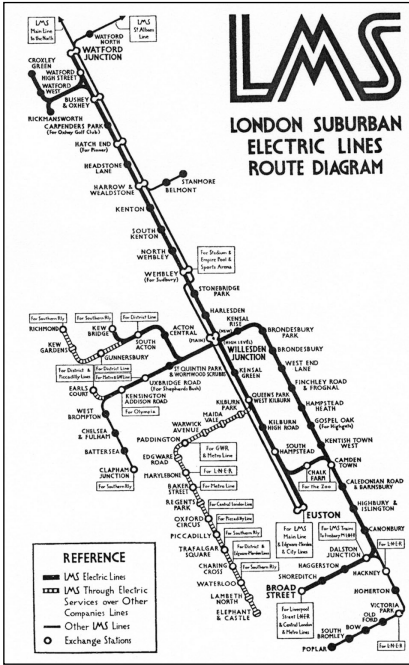 LMS
LONDON SUBURBAN
ELECTRIC LINES
ROUTE DIAGRAM
LMS
Main Line
To the North
LMS
St Albans
Line
WATFORD
NORTH
WATFORD
JUNCTION
CROXLEY
GREEN
WATFORD
HIGH STREET
WATFORD
WEST
BUSHEY
& OXHEY
RICKMANSWORTH
CARPENDERS PARK
(For Oxhey Golf Club)
HATCH END
(For Pinner)
HEADSTONE
LANE
HARROW &
WEALDSTONE
STANMORE
BELMONT
KENTON
SOUTH
KENTON
NORTH
WEMBLEY
WEMBLEY
(For Sudbury)
For Stadium &
Empire Pool &
Sports Arena
STONEBRIDGE
PARK
HARLESDEN
KENSAL
RISE
BRONDESBURY
PARK
For Southern Rly
For Southern Rly
For District Line
RICHMOND
KEW
BRIDGE
KEW
GARDENS
SOUTH
ACTON
GUNNERSBURY
ACTON
CENTRAL
(MAIN)
(NEW)
(HIGH LEVEL)
WILLESDEN
JUNCTION
BRONDESBURY
WEST END
LANE
FINCHLEY ROAD
& FROGNAL
HAMPSTEAD
HEATH
GOSPEL OAK
(For Highgate)
KENTISH TOWN
WEST
CAMDEN
TOWN
For District &
Piccadilly Lines
For District Line
For Metro & GW Line
ST QUINTIN PARK
& WORMWOOD SCRUBS
UXBRIDGE ROAD
(For Shepherds Bush)
KENSINGTON
ADDISON ROAD
For Olympia
EARLS
COURT
WEST
BROMPTON
CHELSEA
& FULHAM
BATTERSEA
CLAPHAM
JUNCTION
For Southern Rly
KENSAL
GREEN
QUEEN'S PARK
WEST KILBURN
KILBURN
PARK
KILBURN
HIGH ROAD
SOUTH
HAMPSTEAD
CHALK
FARM
For the Zoo
MAIDA
VALE
WARWICK
AVENUE
PADDINGTON
For GWR
& Metro Line
EDGWARE
ROAD
MARYLEBONE
For L·N·E·R
BAKER
STREET
For Metro Line
REGENTS
PARK
OXFORD
CIRCUS
For Central London Line
PICCADILLY
For Piccadilly Line
TRAFALGAR
SQUARE
For Southern Rly
CHARING
CROSS
For District &
Edgware Morden Lines
WATERLOO
For Southern Rly
LAMBETH
NORTH
ELEPHANT
& CASTLE
EUSTON
For LMS
Main Line
& Edgware Morden
& City Lines
CALEDONIAN ROAD
& BARNSBURY
HIGHBURY &
ISLINGTON
CANONBURY
For LMS Trains
DALSTON
JUNCTION
For L·N·E·R
HAGGERSTON
SHOREDITCH
HACKNEY
BROAD
STREET
HOMERTON
For Liverpool
Street L·N·E·R
& Central London
& Metro Lines
VICTORIA
PARK
OLD
FORD
BOW
SOUTH
BROMLEY
POPLAR
For L·N·E·R
REFERENCE
LMS Electric Lines
LMS Through Electric
Services over Other
Companies Lines
Other LMS Lines
Exchange Stations